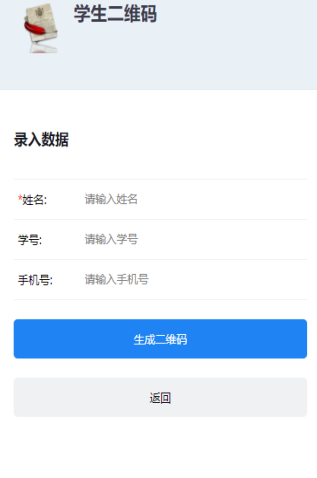 学生二维码
录入数据
*姓名: 请输入姓名
学号: 请输入学号
手机号: 请输入手机号
生成二维码
返回